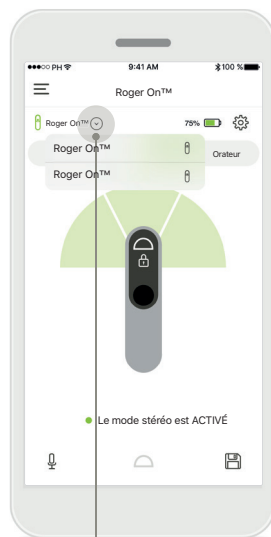 PH 9:41 AM 100 %
Roger On™
Roger On™ 75%
Roger On™ Orateur
Roger On™
Le mode stéréo est ACTIVÉ